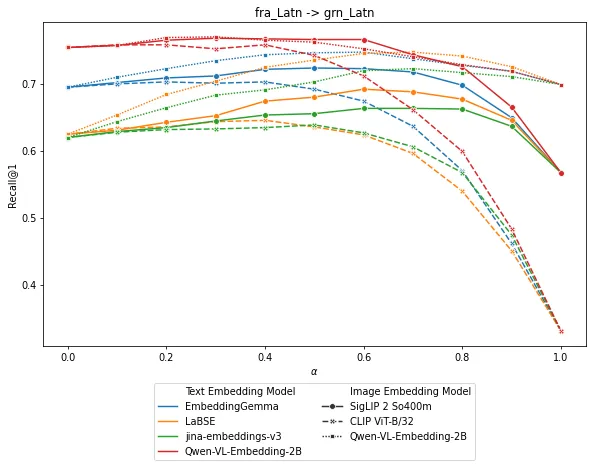 fra_Latn -> grn_Latn
Recall@1
0.7
0.6
0.5
0.4
0.0 0.2 0.4 0.6 0.8 1.0
α
Text Embedding Model Image Embedding Model
EmbeddingGemma SigLIP 2 So400m
LaBSE CLIP ViT-B/32
jina-embeddings-v3 Qwen-VL-Embedding-2B
Qwen-VL-Embedding-2B